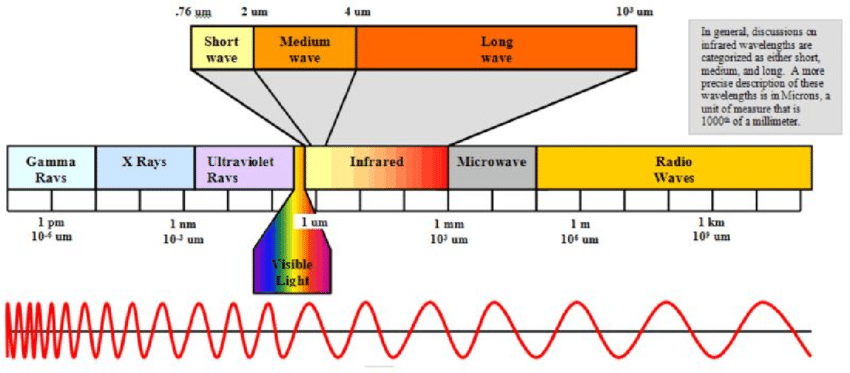 .76 um 2 um 4 um 10³ um
Short wave
Medium wave
Long wave
In general, discussions on
infrared wavelengths are
categorized as either short,
medium, and long. A more
precise description of these
wavelengths is in Microns, a
unit of measure that is
1000th of a millimeter.
Gamma Rays
X Rays
Ultraviolet Rays
Infrared
Microwave
Radio Waves
1 pm
10⁻⁶ um
1 nm
10⁻³ um
1 um
1 mm
10³ um
1 m
10⁶ um
1 km
10⁹ um
Visible
Light